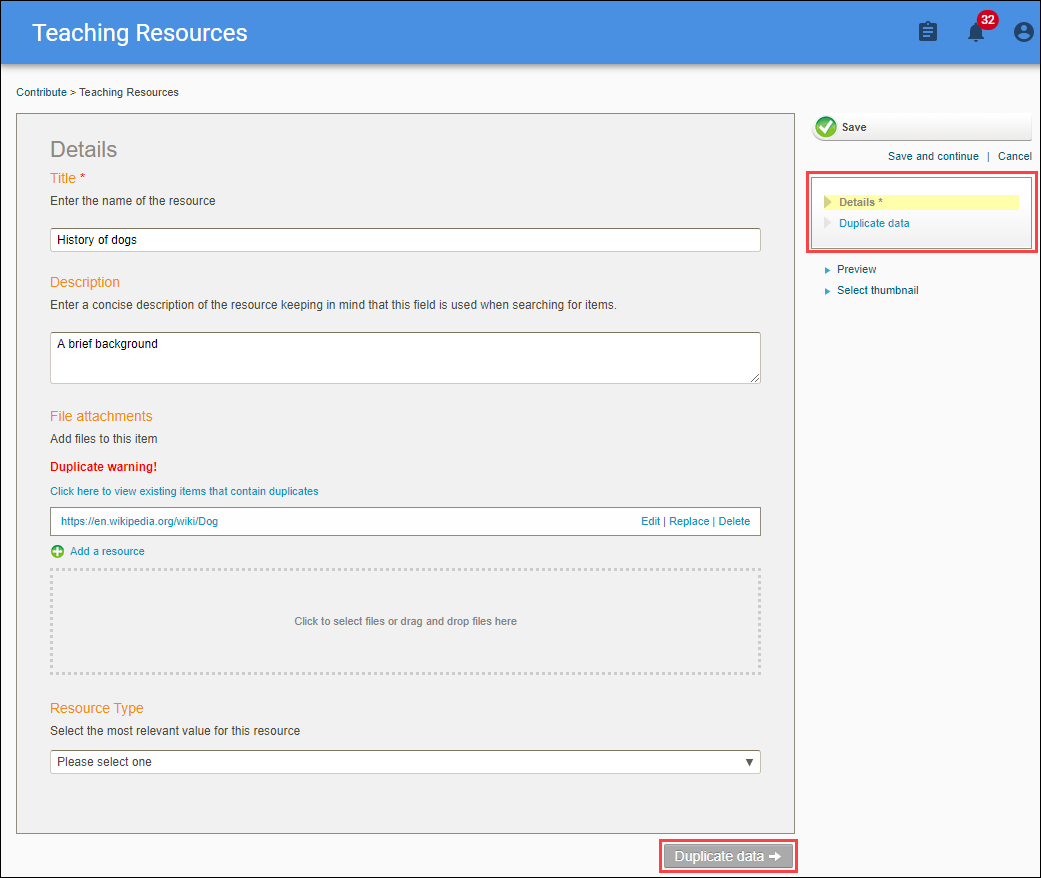 Teaching Resources
32
Contribute > Teaching Resources
Details
Title *
Enter the name of the resource
History of dogs
Description
Enter a concise description of the resource keeping in mind that this field is used when searching for items.
A brief background
File attachments
Add files to this item
Duplicate warning!
Click here to view existing items that contain duplicates
https://en.wikipedia.org/wiki/Dog
Edit | Replace | Delete
Add a resource
Click to select files or drag and drop files here
Resource Type
Select the most relevant value for this resource
Please select one
Duplicate data
Save
Save and continue | Cancel
Details *
Duplicate data
Preview
Select thumbnail